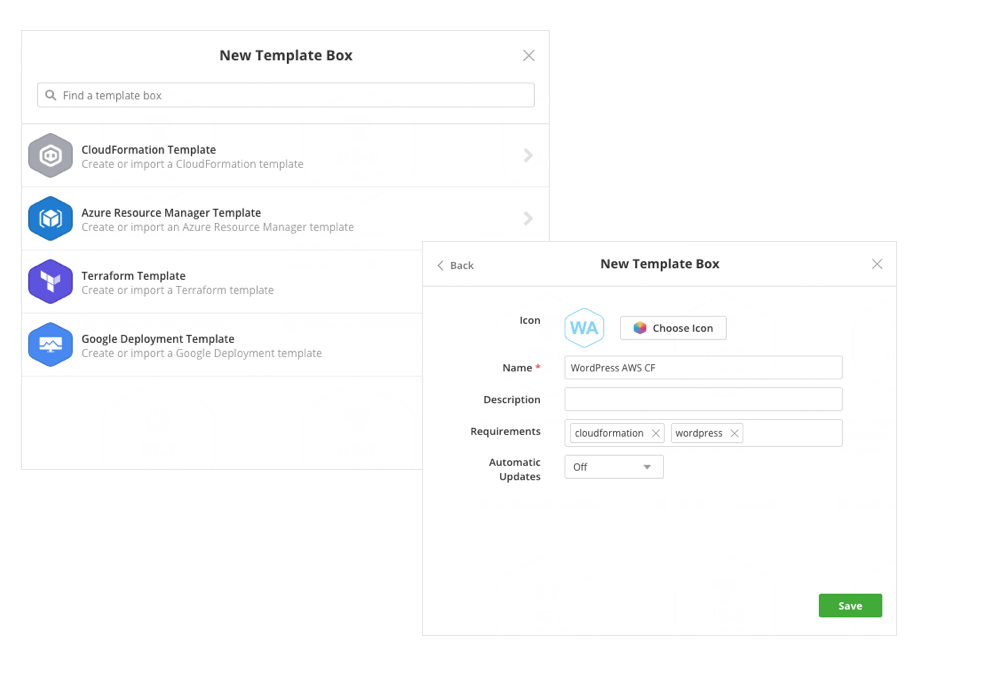 New Template Box
Find a template box
CloudFormation Template
Create or import a CloudFormation template
Azure Resource Manager Template
Create or import an Azure Resource Manager template
Terraform Template
Create or import a Terraform template
Google Deployment Template
Create or import a Google Deployment template
Back
New Template Box
Icon
WA
Choose Icon
Name * WordPress AWS CF
Description
Requirements cloudformation wordpress
Automatic
Updates
Off
Save